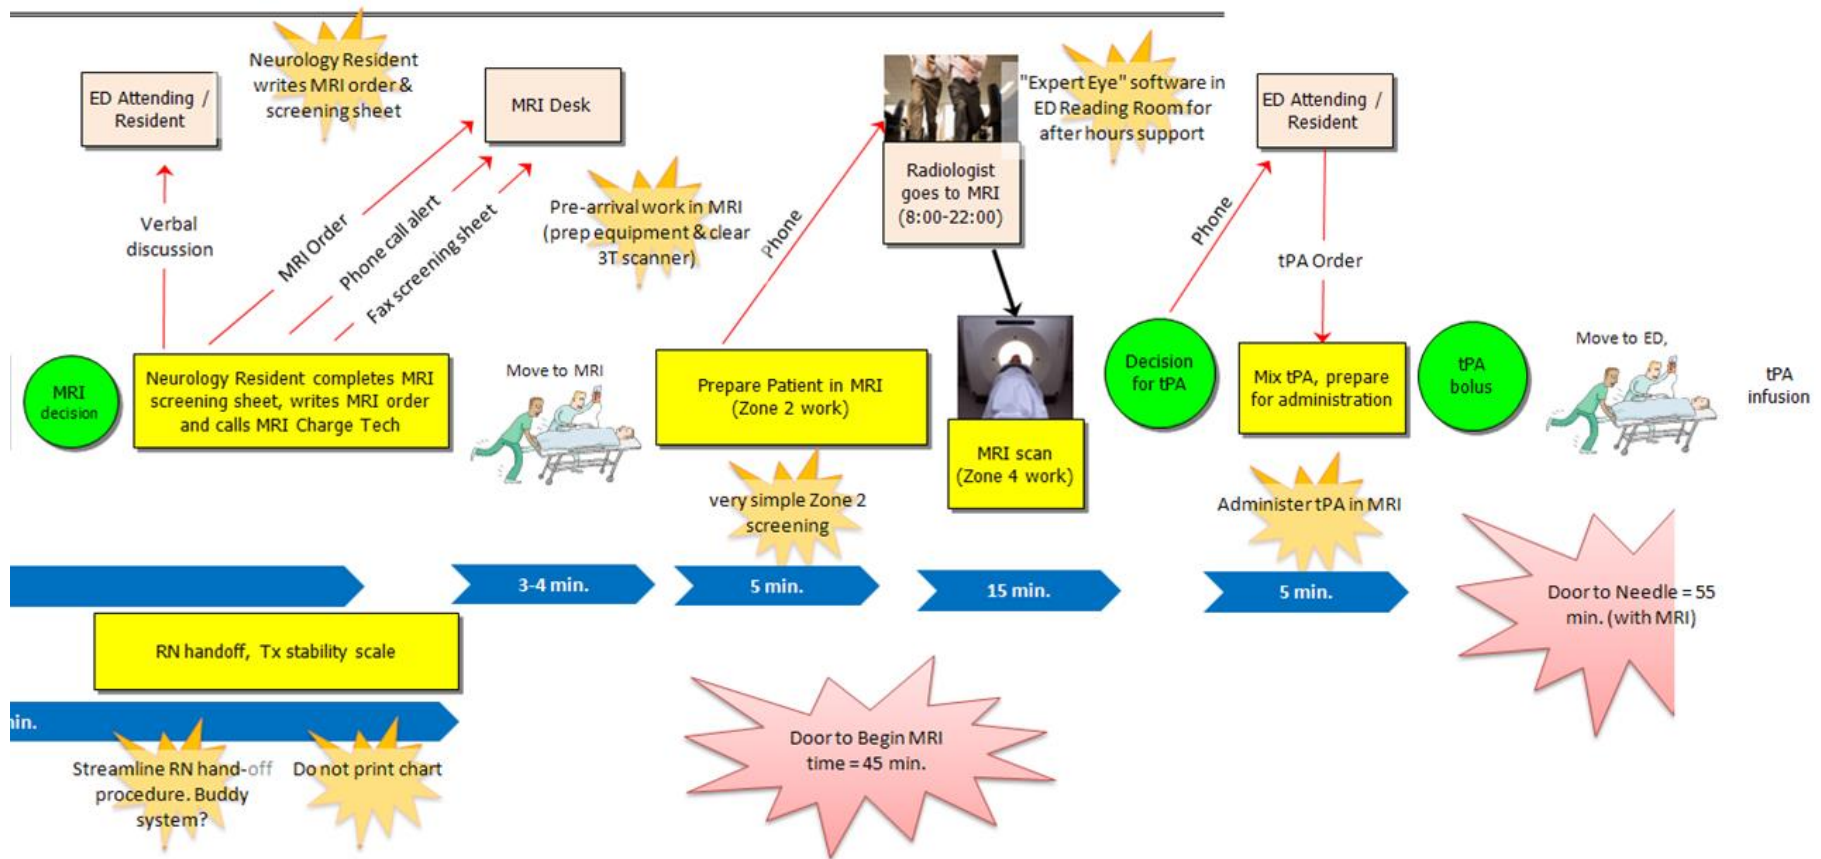 Neurology Resident
writes MRI order &
screening sheet
ED Attending /
Resident
MRI Desk
"Expert Eye" software in
ED Reading Room for
after hours support
ED Attending /
Resident
Radiologist
goes to MRI
(8:00-22:00)
Verbal
discussion
MRI Order
Phone call alert
Fax screening sheet
Pre-arrival work in MRI
(prep equipment & clear
3T scanner)
Phone
Phone
tPA Order
MRI
decision
Neurology Resident completes MRI
screening sheet, writes MRI order
and calls MRI Charge Tech
Move to MRI
Prepare Patient in MRI
(Zone 2 work)
MRI scan
(Zone 4 work)
Decision
for tPA
Mix tPA, prepare
for administration
tPA
bolus
Move to ED,
tPA
infusion
very simple Zone 2
screening
Administer tPA in MRI
3-4 min.
5 min.
15 min.
5 min.
Door to Needle = 55
min. (with MRI)
RN handoff, Tx stability scale
Door to Begin MRI
time = 45 min.
Streamline RN hand-off
procedure. Buddy
system?
Do not print chart